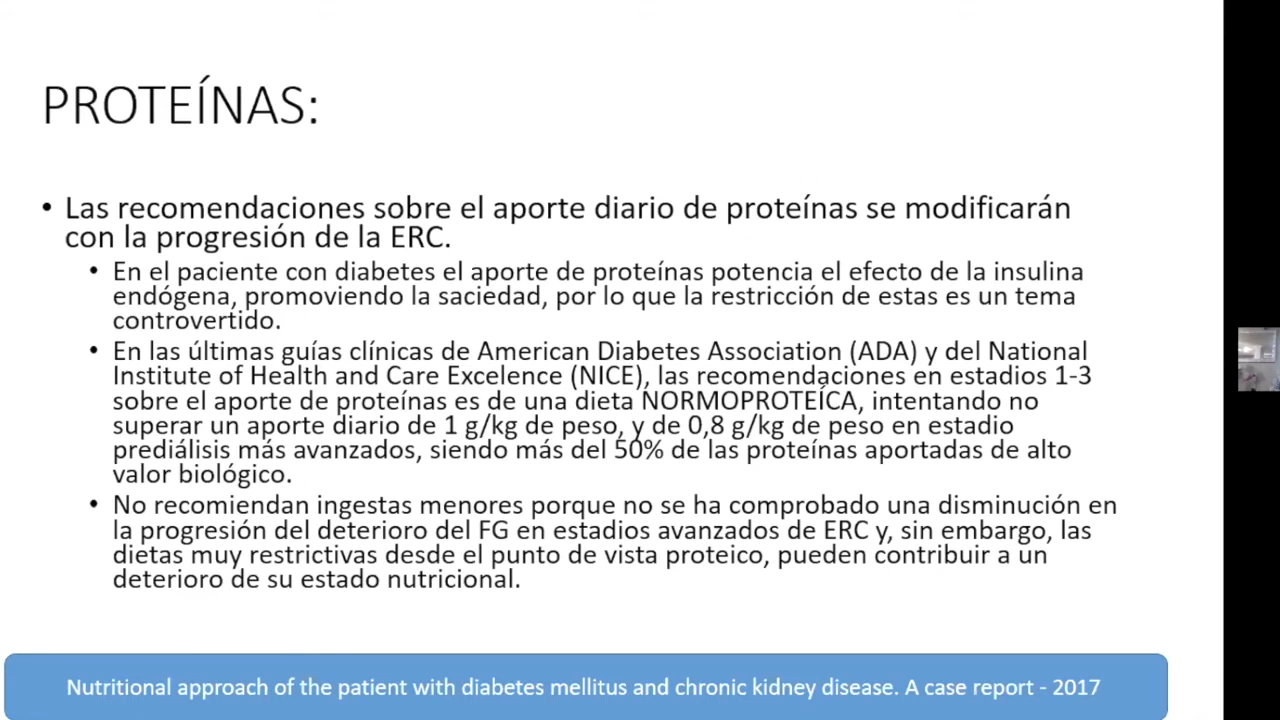 PROTEÍNAS:
• Las recomendaciones sobre el aporte diario de proteínas se modificarán
con la progresión de la ERC.
• En el paciente con diabetes el aporte de proteínas potencia el efecto de la insulina
endógena, promoviendo la saciedad, por lo que la restricción de estas es un tema
controvertido.
• En las últimas guías clínicas de American Diabetes Association (ADA) y del National
Institute of Health and Care Excelence (NICE), las recomendaciones en estadios 1-3
sobre el aporte de proteínas es de una dieta NORMOPROTEÍCA, intentando no
superar un aporte diario de 1 g/kg de peso, y de 0,8 g/kg de peso en estadio
prediálisis más avanzados, siendo más del 50% de las proteínas aportadas de alto
valor biológico.
• No recomiendan ingestas menores porque no se ha comprobado una disminución en
la progresión del deterioro del FG en estadios avanzados de ERC y, sin embargo, las
dietas muy restrictivas desde el punto de vista proteico, pueden contribuir a un
deterioro de su estado nutricional.
Nutritional approach of the patient with diabetes mellitus and chronic kidney disease. A case report - 2017